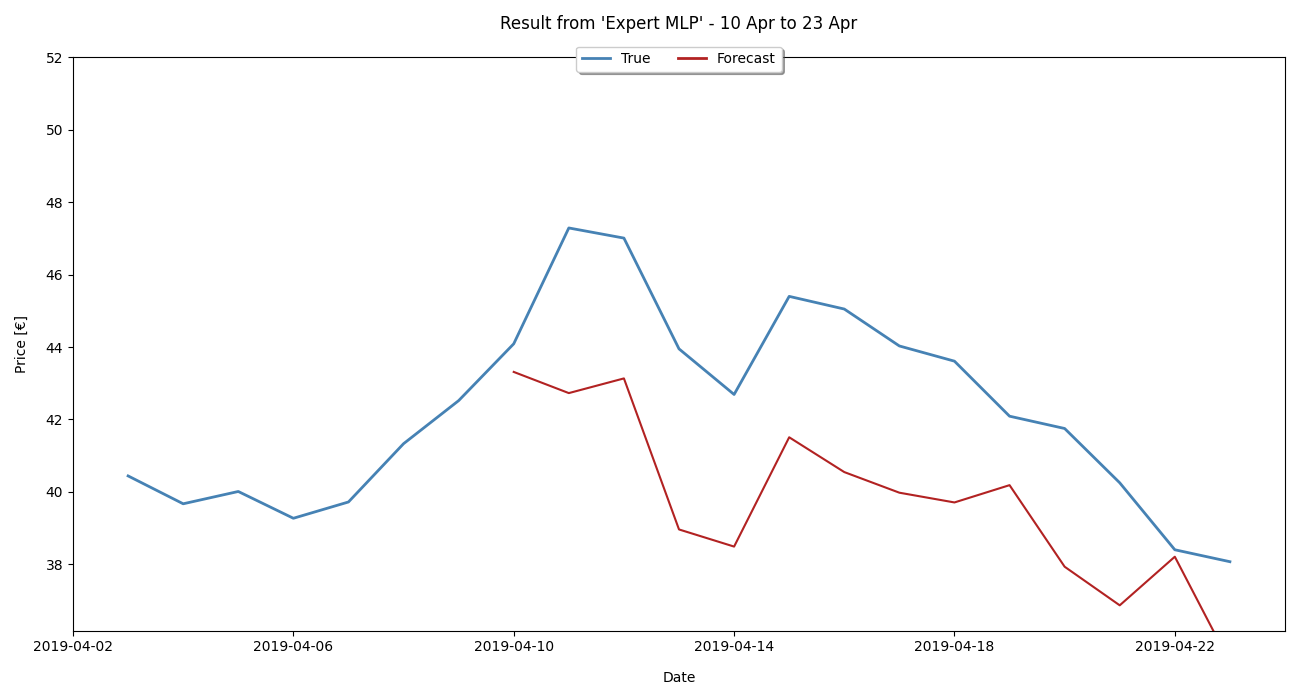 Result from 'Expert MLP' - 10 Apr to 23 Apr
True Forecast
52
50
48
46
44
42
40
38
Price [€]
2019-04-02 2019-04-06 2019-04-10 2019-04-14 2019-04-18 2019-04-22
Date